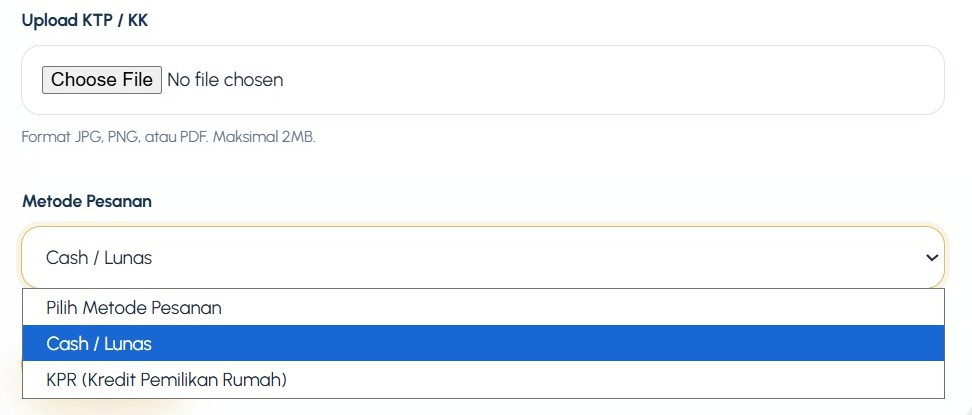 Upload KTP / KK
Choose File No file chosen
Format JPG, PNG, atau PDF. Maksimal 2MB.
Metode Pesanan
Cash / Lunas
Pilih Metode Pesanan
Cash / Lunas
KPR (Kredit Pemilikan Rumah)